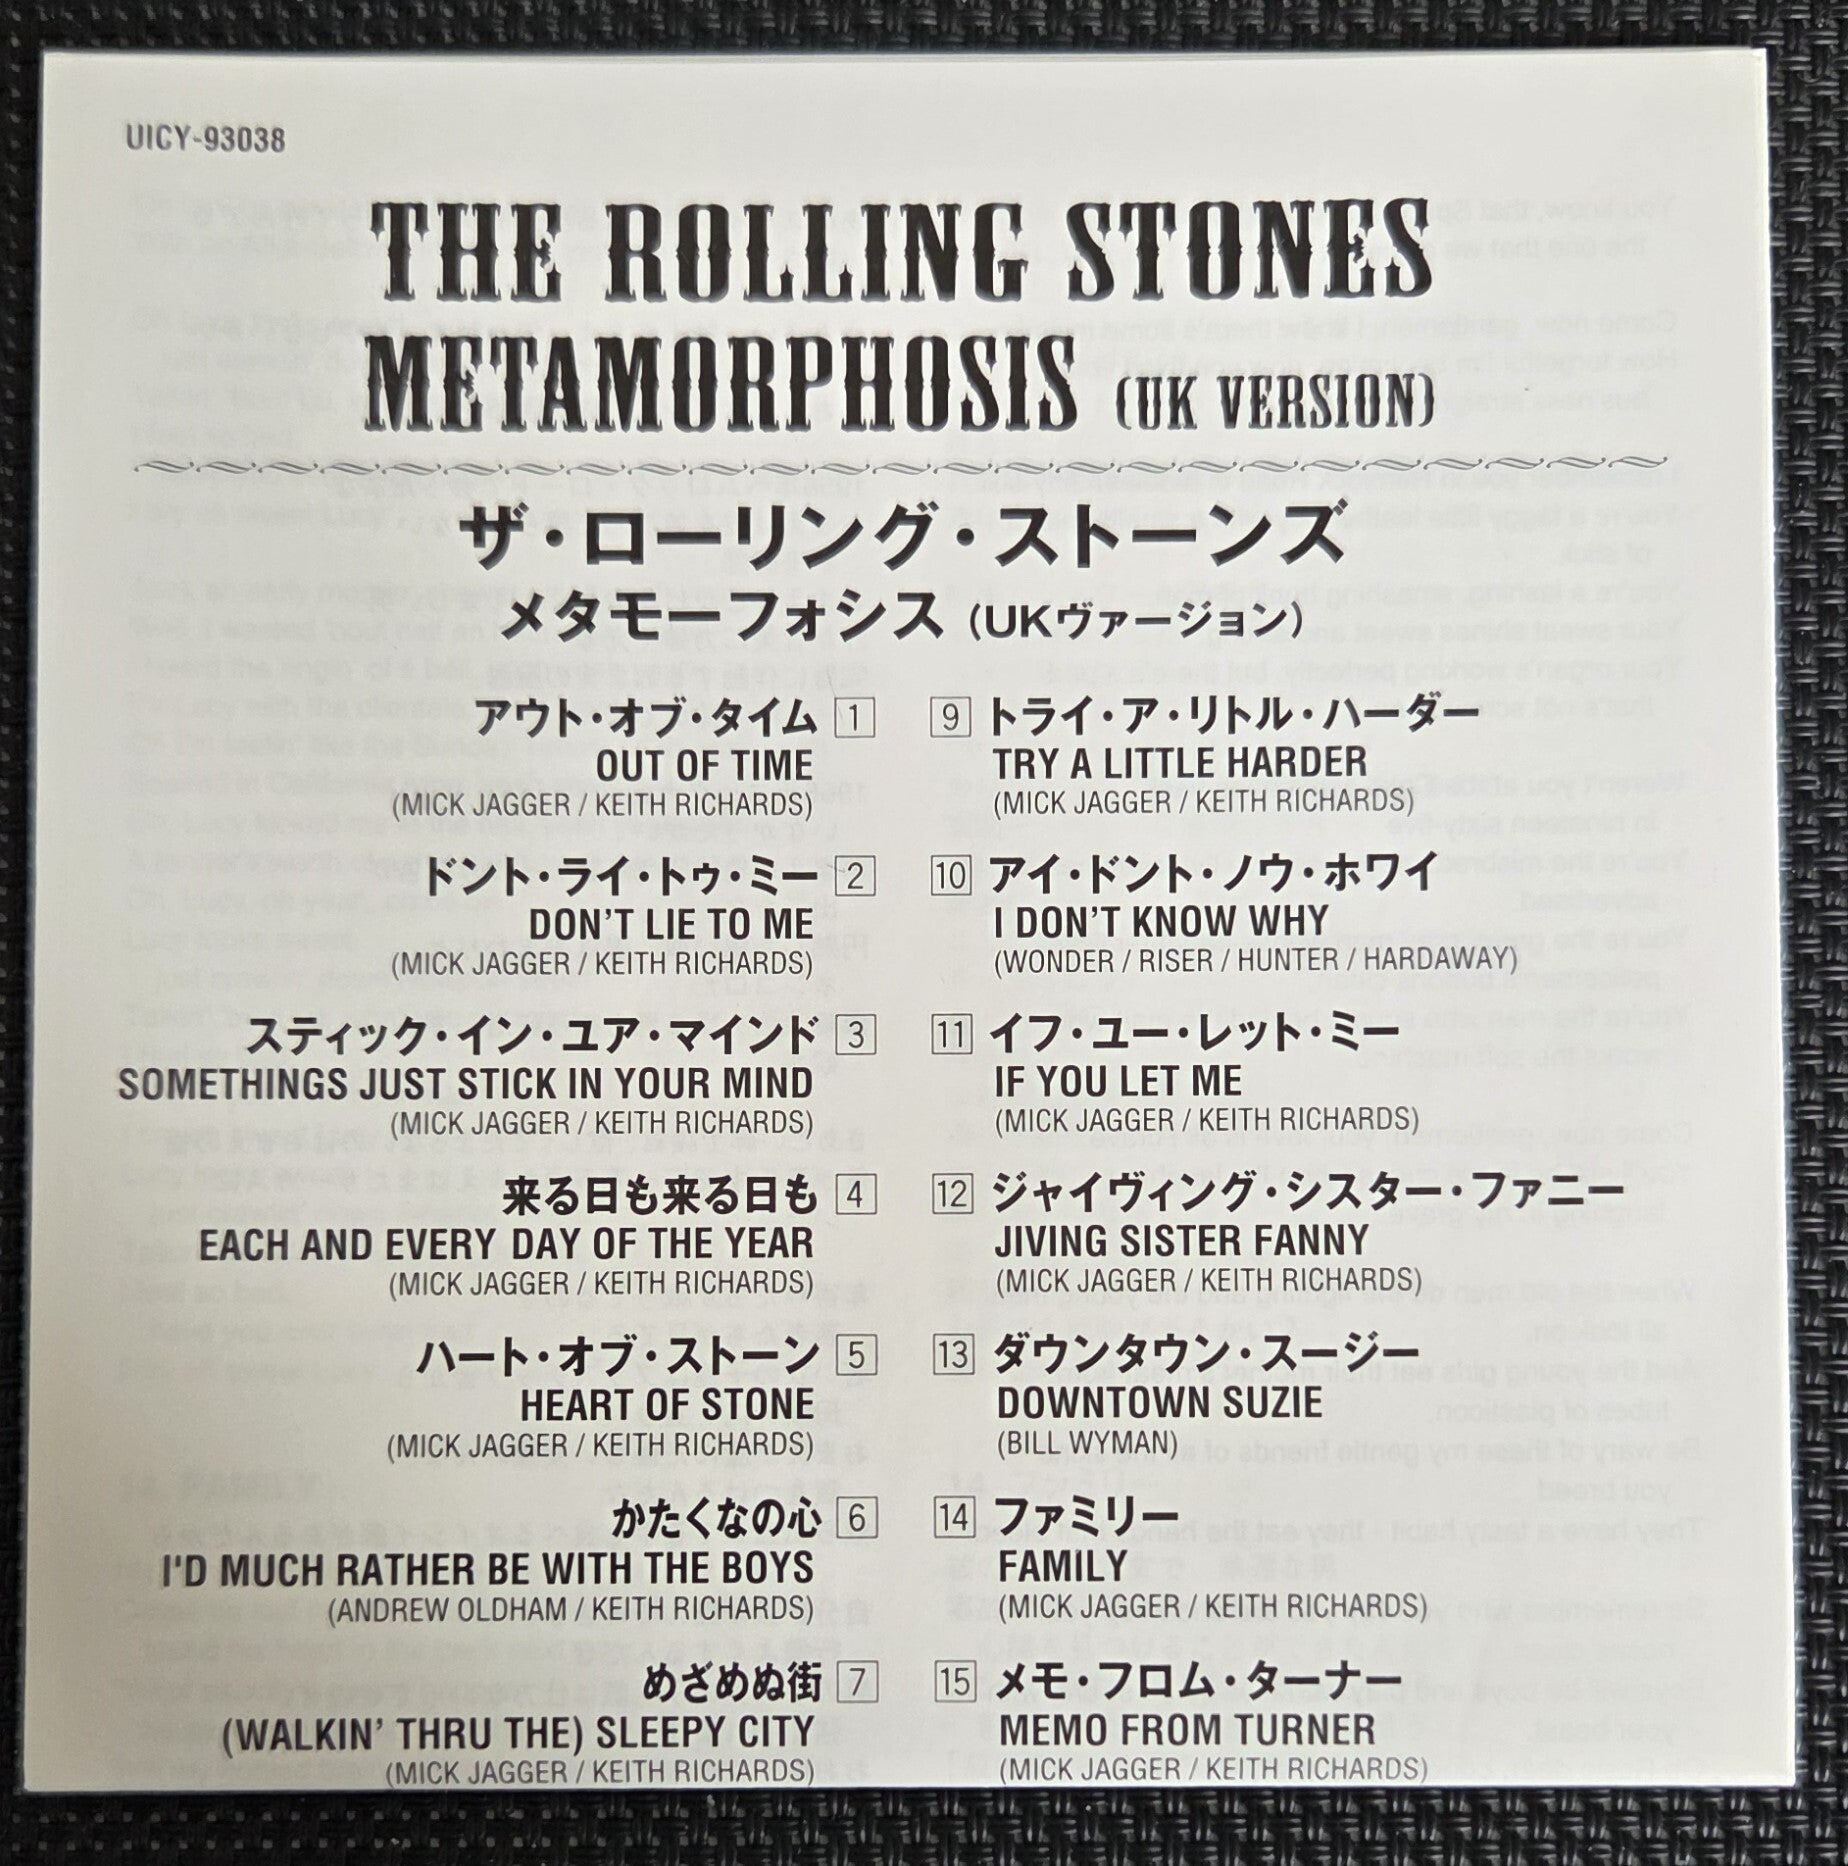 UICY-93038
THE ROLLING STONES
METAMORPHOSIS (UK VERSION)
ザ・ローリング・ストーンズ
メタモーフォシス (UKヴァージョン)
アウト・オブ・タイム 1
OUT OF TIME
(MICK JAGGER / KEITH RICHARDS)
ドント・ライ・トゥ・ミー 2
DON'T LIE TO ME
(MICK JAGGER / KEITH RICHARDS)
スティック・イン・ユア・マインド 3
SOMETHINGS JUST STICK IN YOUR MIND
(MICK JAGGER / KEITH RICHARDS)
来る日も来る日も 4
EACH AND EVERY DAY OF THE YEAR
(MICK JAGGER / KEITH RICHARDS)
ハート・オブ・ストーン 5
HEART OF STONE
(MICK JAGGER / KEITH RICHARDS)
かたくなの心 6
I'D MUCH RATHER BE WITH THE BOYS
(ANDREW OLDHAM / KEITH RICHARDS)
めざめぬ街 7
(WALKIN' THRU THE) SLEEPY CITY
(MICK JAGGER / KEITH RICHARDS)
9 トライ・ア・リトル・ハーダー
TRY A LITTLE HARDER
(MICK JAGGER / KEITH RICHARDS)
10 アイ・ドント・ノウ・ホワイ
I DON'T KNOW WHY
(WONDER / RISER / HUNTER / HARDAWAY)
11 イフ・ユー・レット・ミー
IF YOU LET ME
(MICK JAGGER / KEITH RICHARDS)
12 ジャイヴィング・シスター・ファニー
JIVING SISTER FANNY
(MICK JAGGER / KEITH RICHARDS)
13 ダウンタウン・スージー
DOWNTOWN SUZIE
(BILL WYMAN)
14 ファミリー
FAMILY
(MICK JAGGER / KEITH RICHARDS)
15 メモ・フロム・ターナー
MEMO FROM TURNER
(MICK JAGGER / KEITH RICHARDS)